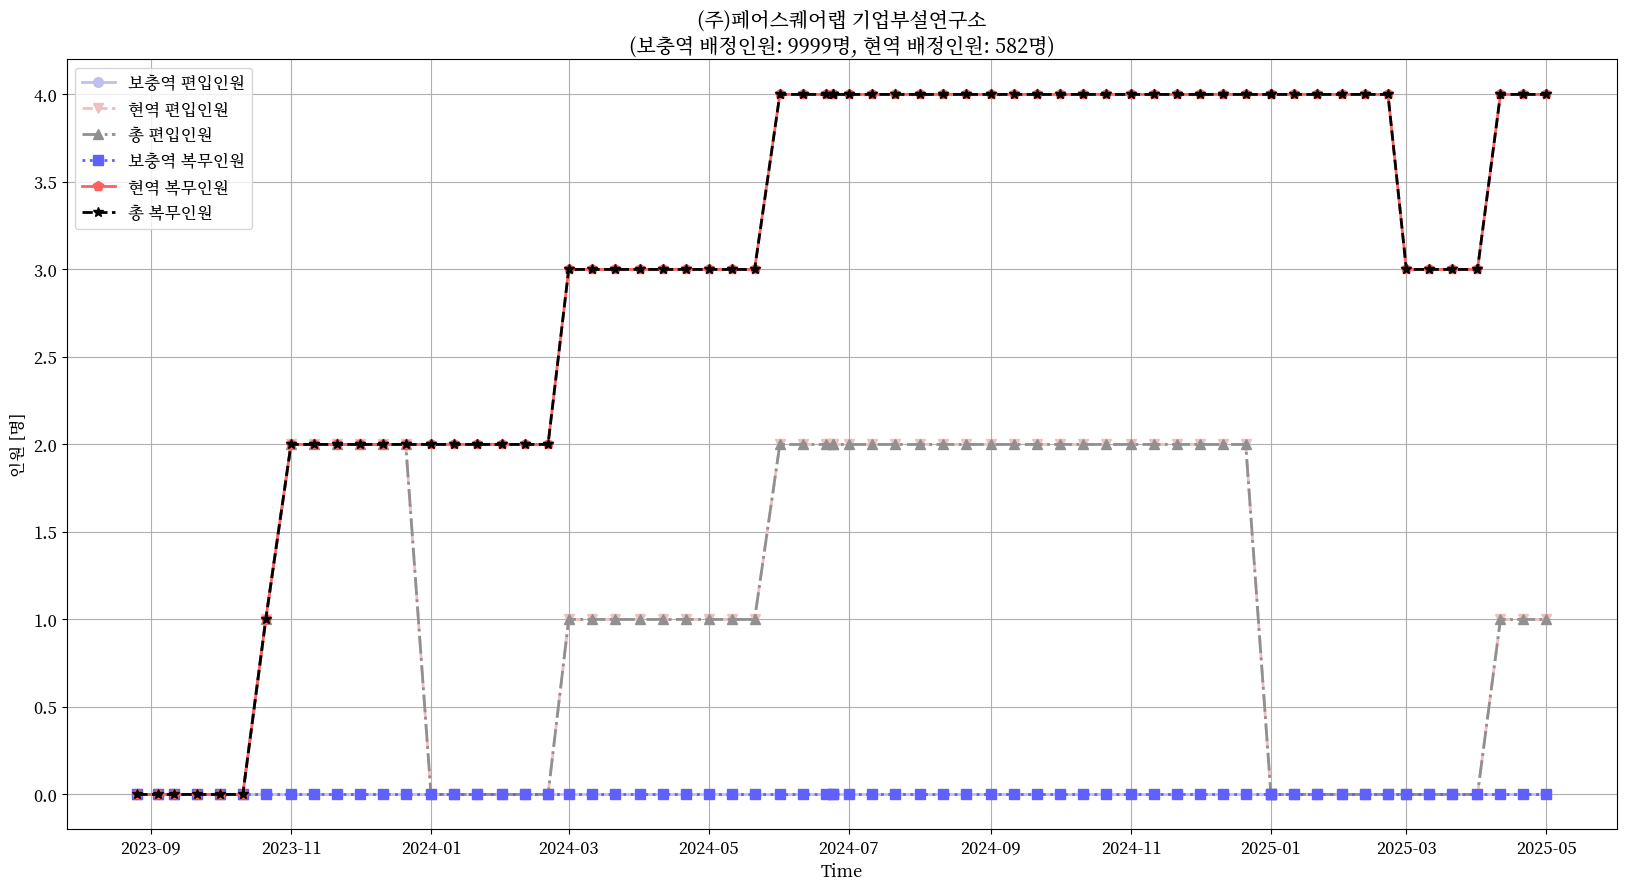 (주)페어스퀘어랩 기업부설연구소
(보충역 배정인원: 9999명, 현역 배정인원: 582명)
보충역 편입인원
현역 편입인원
총 편입인원
보충역 복무인원
현역 복무인원
총 복무인원
4.0
3.5
3.0
2.5
2.0
1.5
1.0
0.5
0.0
인원 [명]
2023-09 2023-11 2024-01 2024-03 2024-05 2024-07 2024-09 2024-11 2025-01 2025-03 2025-05
Time